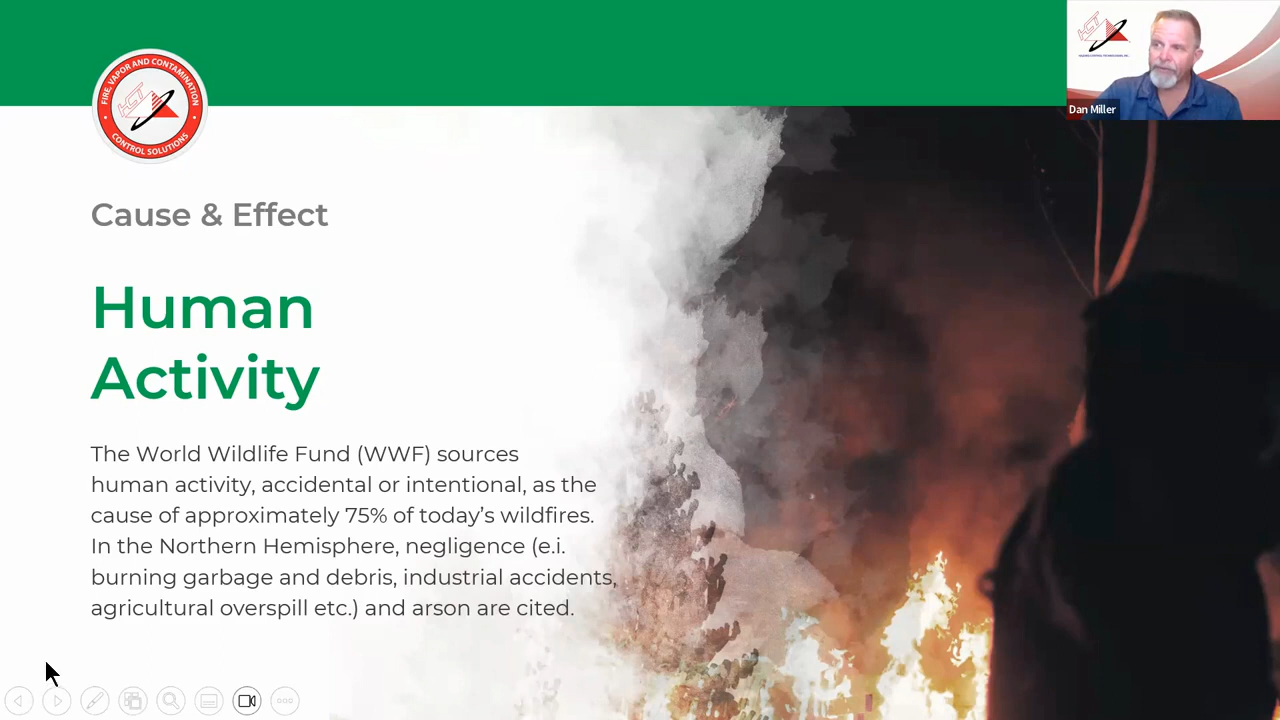 FIRE, VAPOR AND CONTAMINATION
HCT
CONTROL SOLUTIONS
Dan Miller
Cause & Effect
Human
Activity
The World Wildlife Fund (WWF) sources
human activity, accidental or intentional, as the
cause of approximately 75% of today’s wildfires.
In the Northern Hemisphere, negligence (e.i.
burning garbage and debris, industrial accidents,
agricultural overspill etc.) and arson are cited.